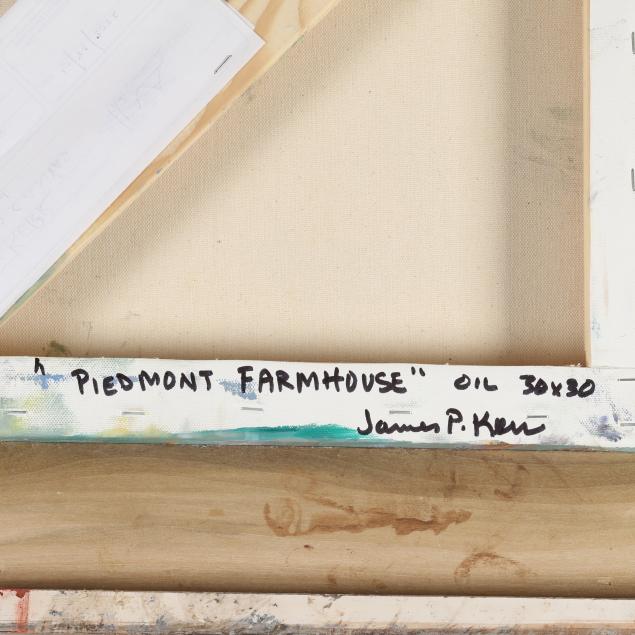 "PIEDMONT FARMHOUSE" OIL 30x30
James P. Kerr